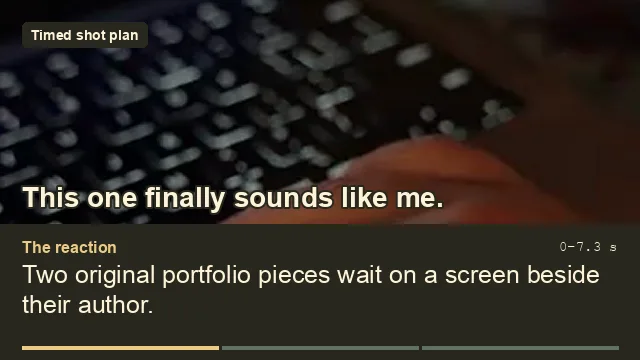 Timed shot plan
This one finally sounds like me.
The reaction
0–7.3 s
Two original portfolio pieces wait on a screen beside
their author.